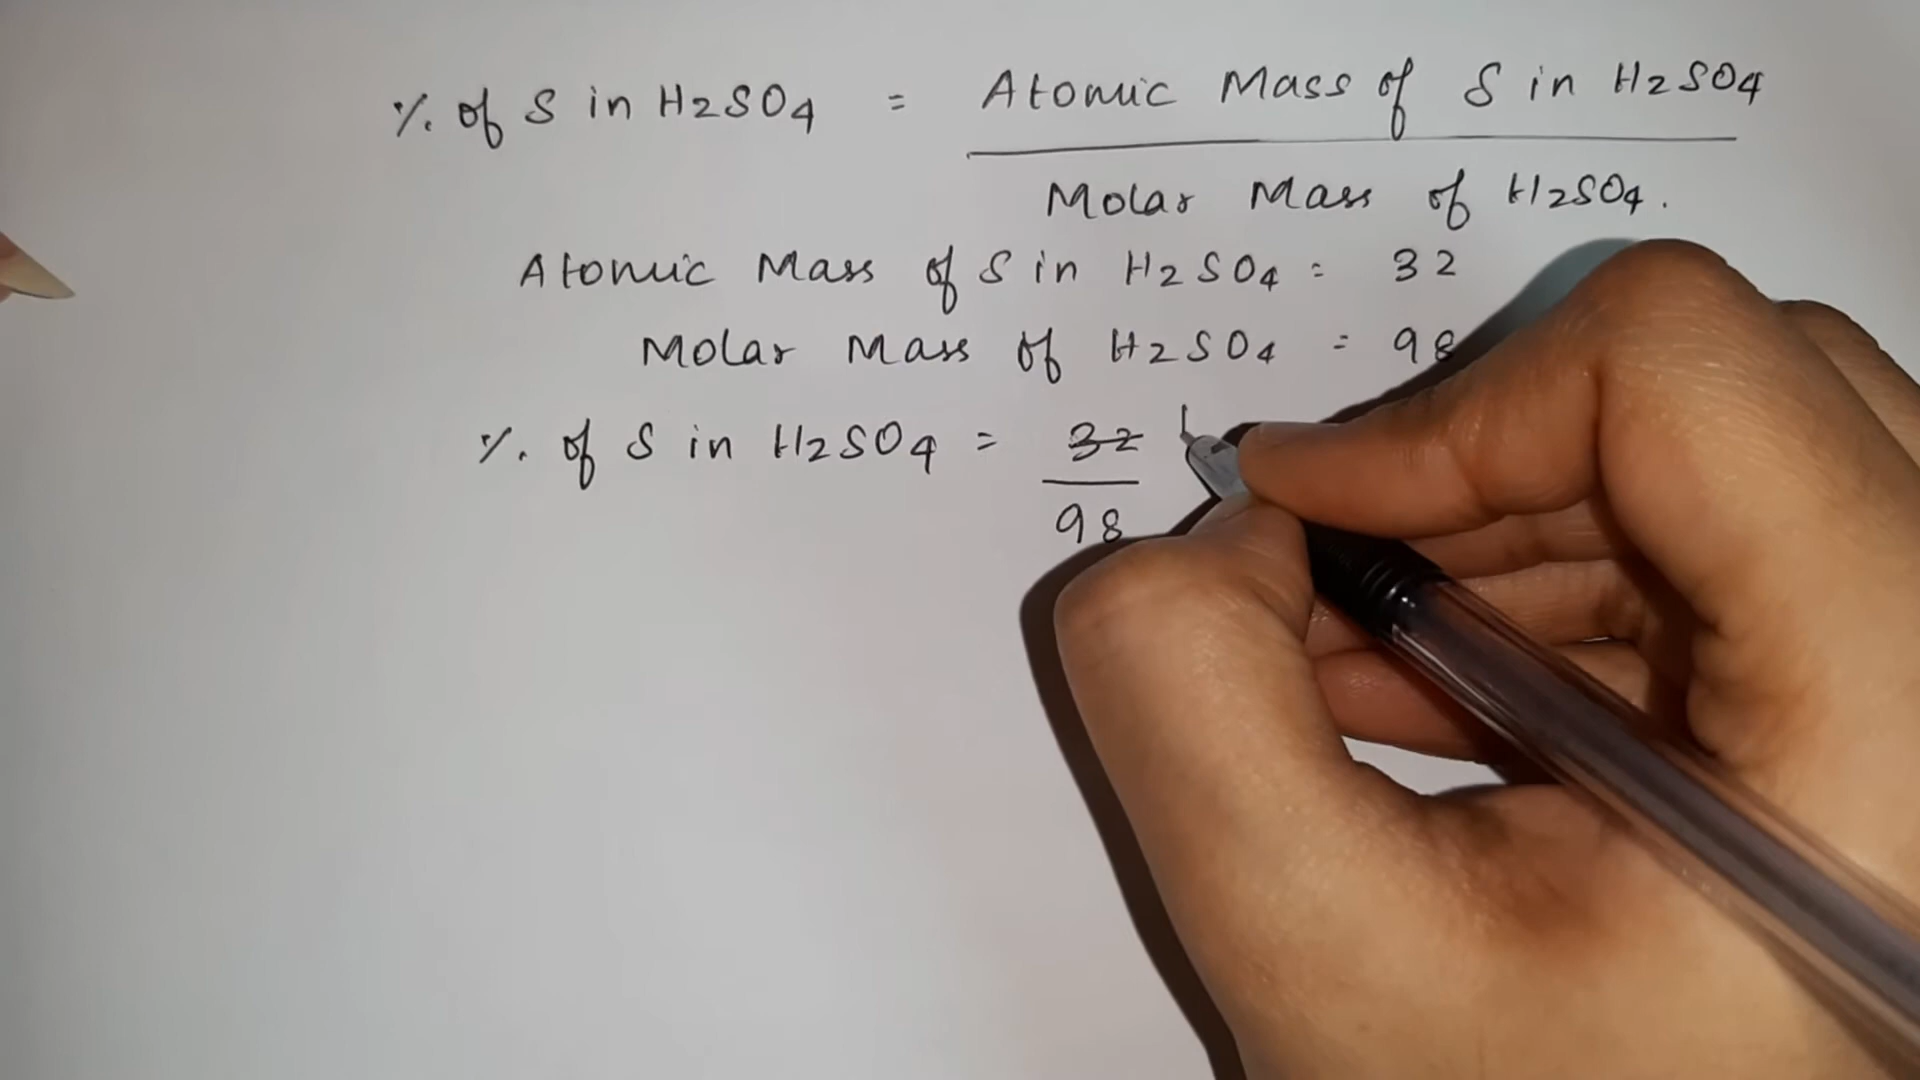 % of S in H2SO4 = Atomic Mass of S in H2SO4
Molar Mass of H2SO4.
Atomic Mass of S in H2SO4 = 32
Molar Mass of H2SO4 = 98
% of S in H2SO4 = 32
98